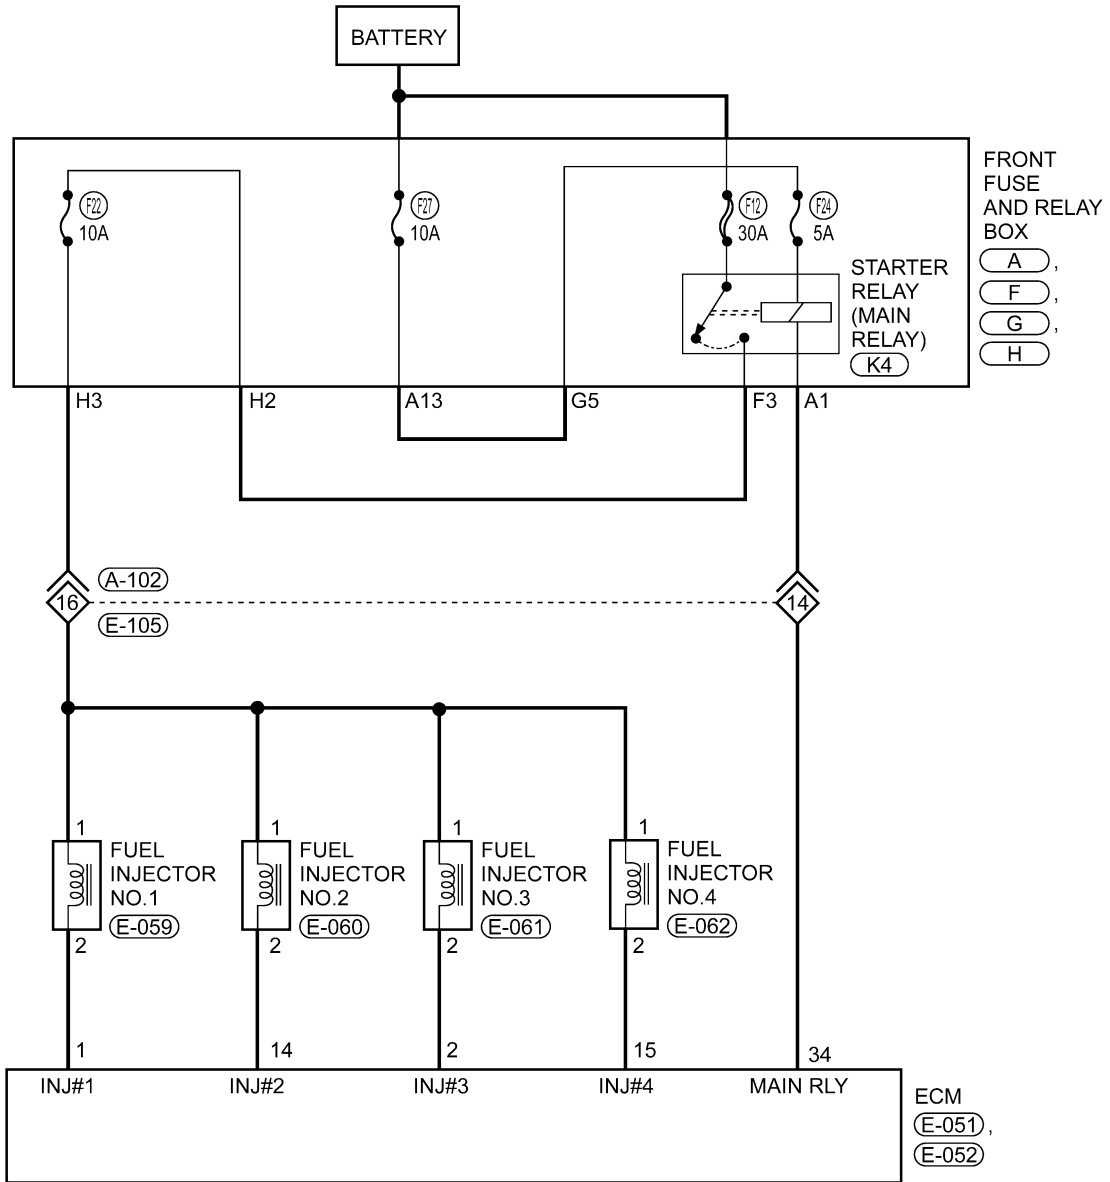 BATTERY
FRONT
FUSE
AND RELAY
BOX
A ,
F ,
G ,
H
F22
10A
F27
10A
F12
30A
F24
5A
STARTER
RELAY
(MAIN
RELAY)
K4
H3
H2
A13
G5
F3
A1
A-102
16
14
E-105
1
FUEL
INJECTOR
NO.1
E-059
2
1
FUEL
INJECTOR
NO.2
E-060
2
1
FUEL
INJECTOR
NO.3
E-061
2
1
FUEL
INJECTOR
NO.4
E-062
2
1
14
2
15
34
INJ#1
INJ#2
INJ#3
INJ#4
MAIN RLY
ECM
E-051 ,
E-052